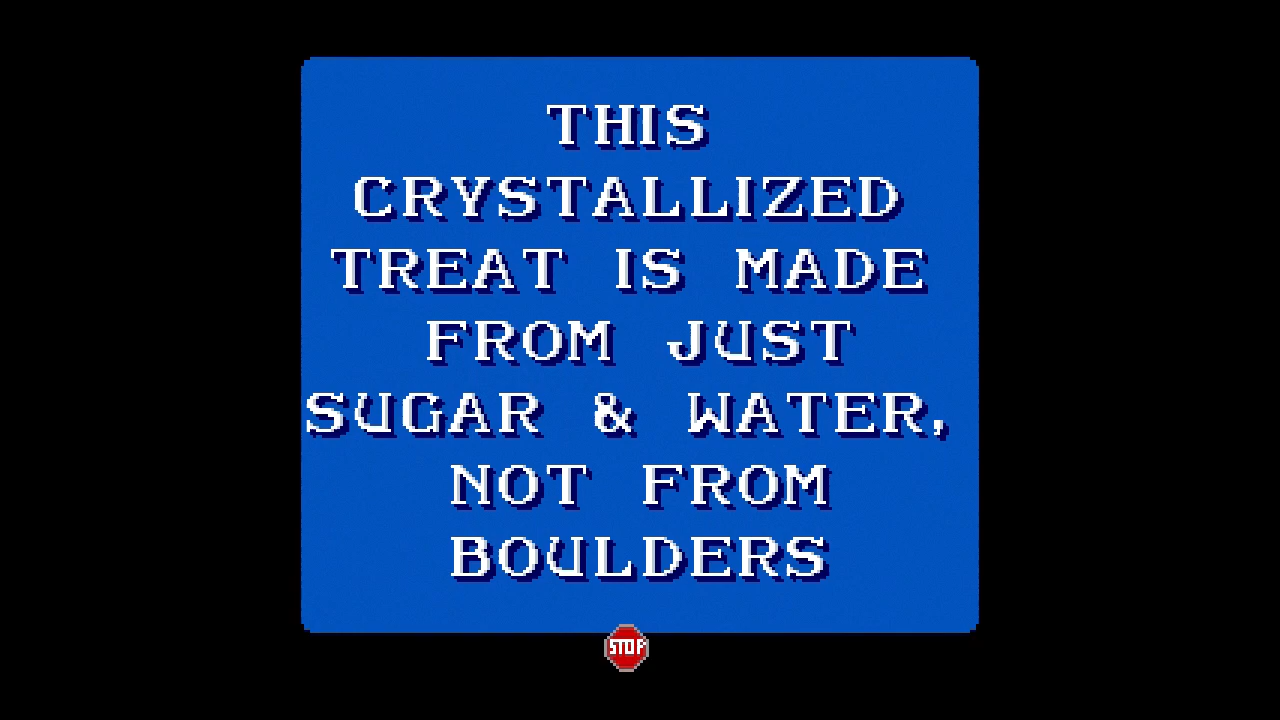 THIS
CRYSTALLIZED
TREAT IS MADE
FROM JUST
SUGAR & WATER,
NOT FROM
BOULDERS
STOP